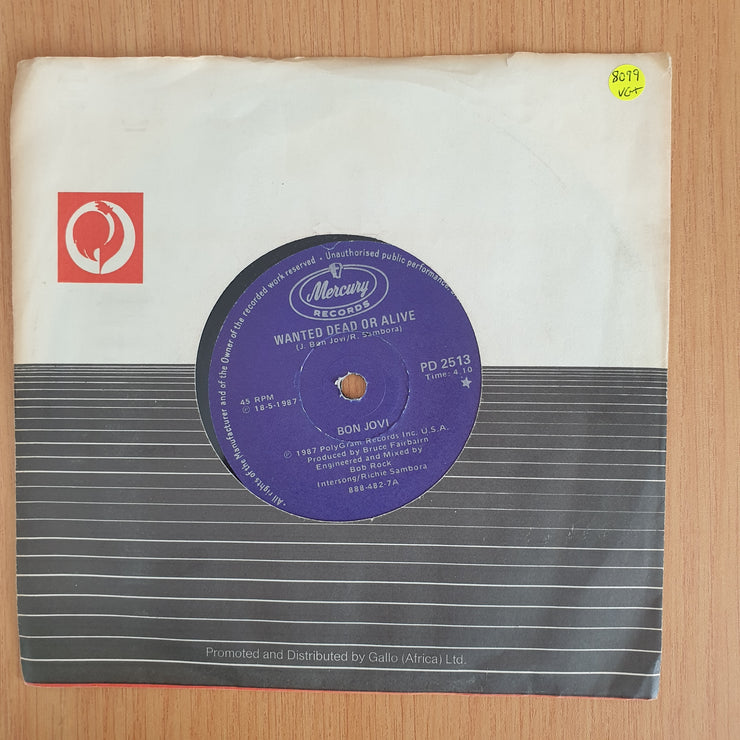 8099
VG+
• All rights of the Manufacturer and of the Owner of the recorded work reserved • Unauthorised public performance,
Mercury
RECORDS
WANTED DEAD OR ALIVE
(J. Bon Jovi/R. Sambora)
PD 2513
Time: 4.10
45 RPM
℗ 18-5-1987
BON JOVI
℗ 1987 PolyGram Records Inc. U.S.A.
Produced by Bruce Fairbairn
Engineered and Mixed by
Bob Rock
Intersong/Richie Sambora
888-482-7A
Promoted and Distributed by Gallo (Africa) Ltd.